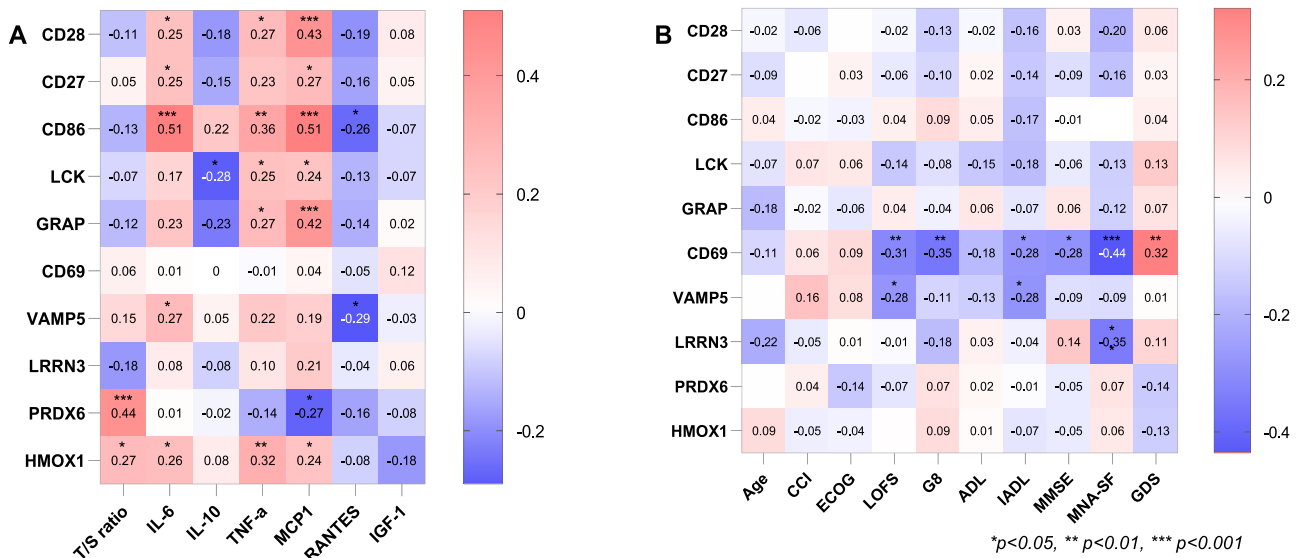 A
CD28 -0.11 * 0.25 -0.18 * 0.27 *** 0.43 -0.19 0.08
CD27 0.05 * 0.25 -0.15 0.23 * 0.27 -0.16 0.05
CD86 -0.13 *** 0.51 0.22 ** 0.36 *** 0.51 * -0.26 -0.07
LCK -0.07 0.17 * -0.28 * 0.25 * 0.24 -0.13 -0.07
GRAP -0.12 0.23 -0.23 * 0.27 *** 0.42 -0.14 0.02
CD69 0.06 0.01 0 -0.01 0.04 -0.05 0.12
VAMP5 0.15 * 0.27 0.05 0.22 0.19 * -0.29 -0.03
LRRN3 -0.18 0.08 -0.08 0.10 0.21 -0.04 0.06
PRDX6 *** 0.44 0.01 -0.02 -0.14 * -0.27 -0.16 -0.08
HMOX1 * 0.27 * 0.26 0.08 ** 0.32 * 0.24 -0.08 -0.18
T/S ratio IL-6 IL-10 TNF-a MCP1 RANTES IGF-1
0.4
0.2
0
-0.2
B
CD28 -0.02 -0.06 -0.02 -0.13 -0.02 -0.16 0.03 -0.20 0.06
CD27 -0.09 0.03 -0.06 -0.10 0.02 -0.14 -0.09 -0.16 0.03
CD86 0.04 -0.02 -0.03 0.04 0.09 0.05 -0.17 -0.01 0.04
LCK -0.07 0.07 0.06 -0.14 -0.08 -0.15 -0.18 -0.06 -0.13 0.13
GRAP -0.18 -0.02 -0.06 0.04 -0.04 0.06 -0.07 0.06 -0.12 0.07
CD69 -0.11 0.06 0.09 ** -0.31 ** -0.35 -0.18 * -0.28 * -0.28 *** -0.44 ** 0.32
VAMP5 0.16 0.08 * -0.28 -0.11 -0.13 * -0.28 -0.09 -0.09 0.01
LRRN3 -0.22 -0.05 0.01 -0.01 -0.18 0.03 -0.04 0.14 * -0.35 * 0.11
PRDX6 0.04 -0.14 -0.07 0.07 0.02 -0.01 -0.05 0.07 -0.14
HMOX1 0.09 -0.05 -0.04 0.09 0.01 -0.07 -0.05 0.06 -0.13
Age CCI ECOG LOFS G8 ADL IADL MMSE MNA-SF GDS
0.2
0
-0.2
-0.4
*p<0.05, ** p<0.01, *** p<0.001